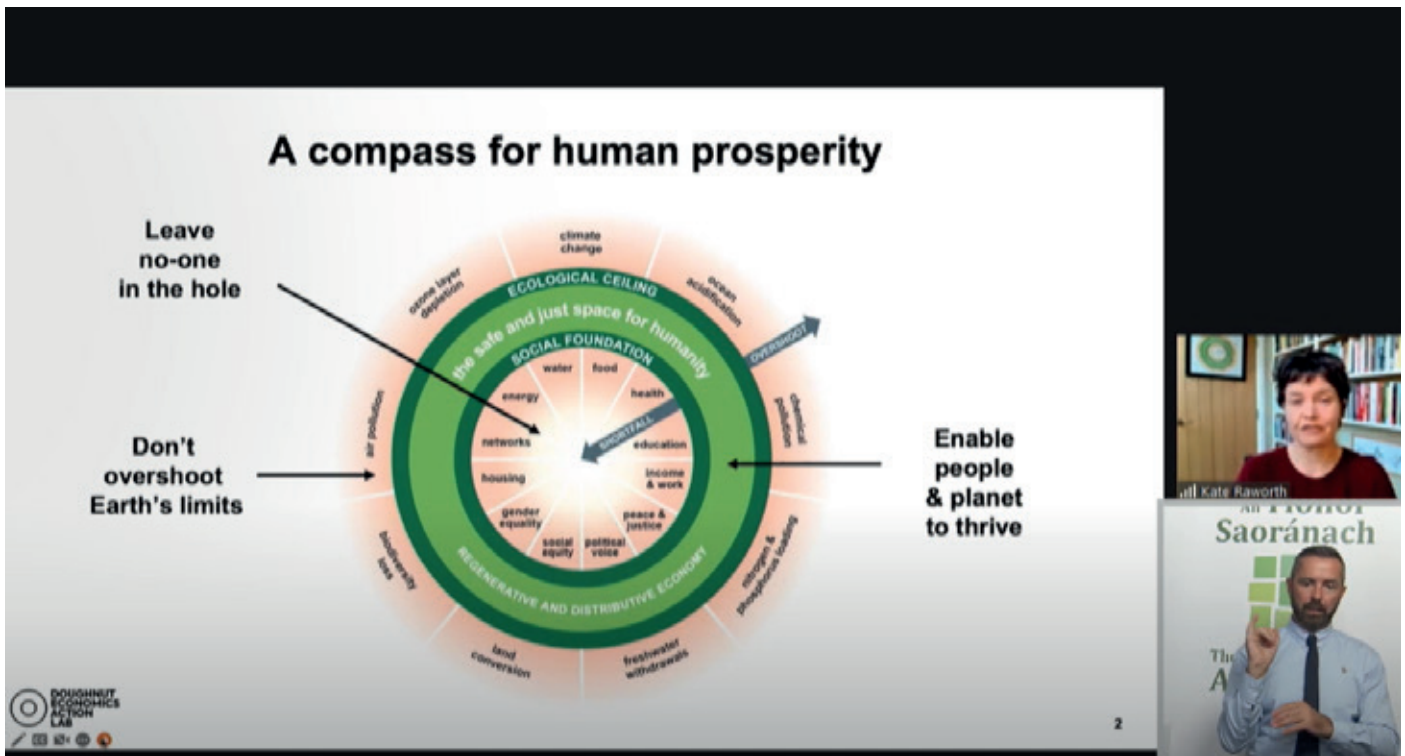 A compass for human prosperity
Leave
no-one
in the hole
Don't
overshoot
Earth's limits
Enable
people
& planet
to thrive
climate
change
ocean
acidification
chemical
pollution
nitrogen &
phosphorus loading
freshwater
withdrawals
land
conversion
biodiversity
loss
air pollution
ozone layer
depletion
ECOLOGICAL CEILING
the safe and just space for humanity
SOCIAL FOUNDATION
OVERSHOOT
SHORTFALL
water
food
health
education
income
& work
peace &
justice
political
voice
social
equity
gender
equality
housing
networks
energy
REGENERATIVE AND DISTRIBUTIVE ECONOMY
DOUGHNUT
ECONOMICS
ACTION
LAB
2
Kate Raworth
Saoránach